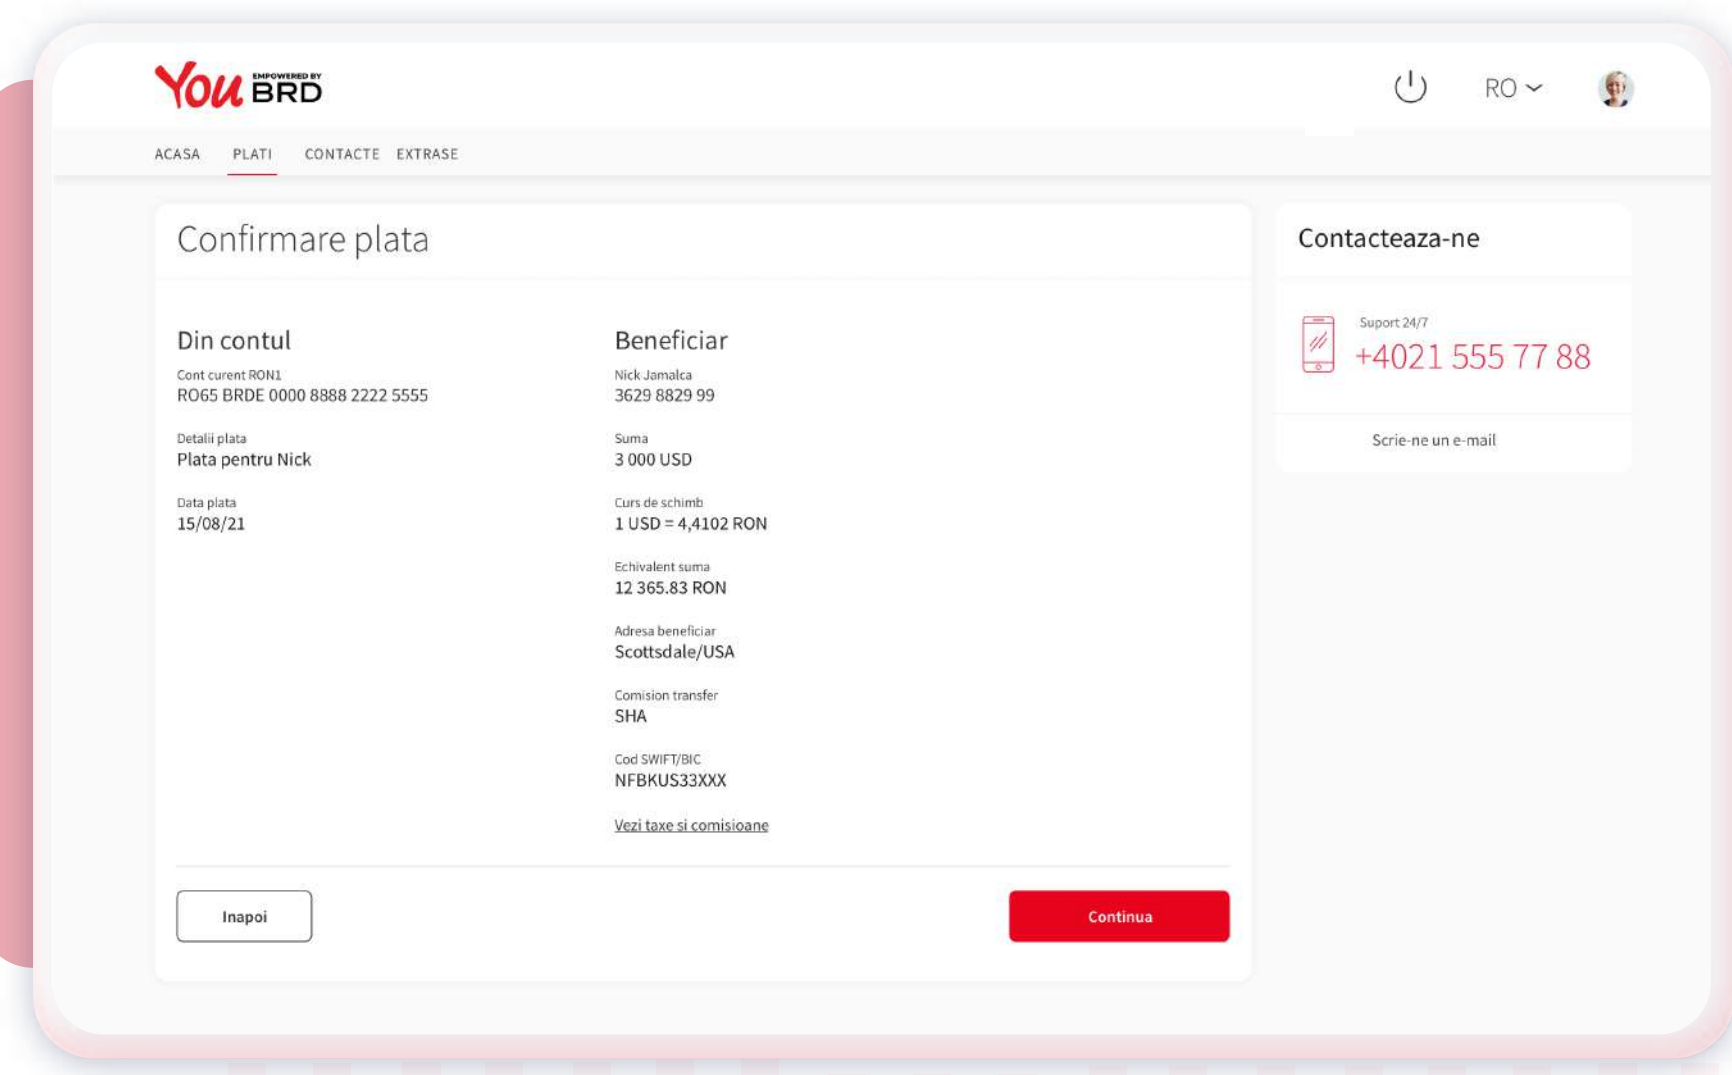 You EMPOWERED BY BRD
RO
ACASA PLATI CONTACTE EXTRASE
Confirmare plata
Din contul
Cont curent RON1
RO65 BRDE 0000 8888 2222 5555
Detalii plata
Plata pentru Nick
Data plata
15/08/21
Beneficiar
Nick Jamalca
3629 8829 99
Suma
3 000 USD
Curs de schimb
1 USD = 4,4102 RON
Echivalent suma
12 365.83 RON
Adresa beneficiar
Scottsdale/USA
Comision transfer
SHA
Cod SWIFT/BIC
NFBKUS33XXX
Vezi taxe si comisioane
Inapoi
Continua
Contacteaza-ne
Suport 24/7
+4021 555 77 88
Scrie-ne un e-mail